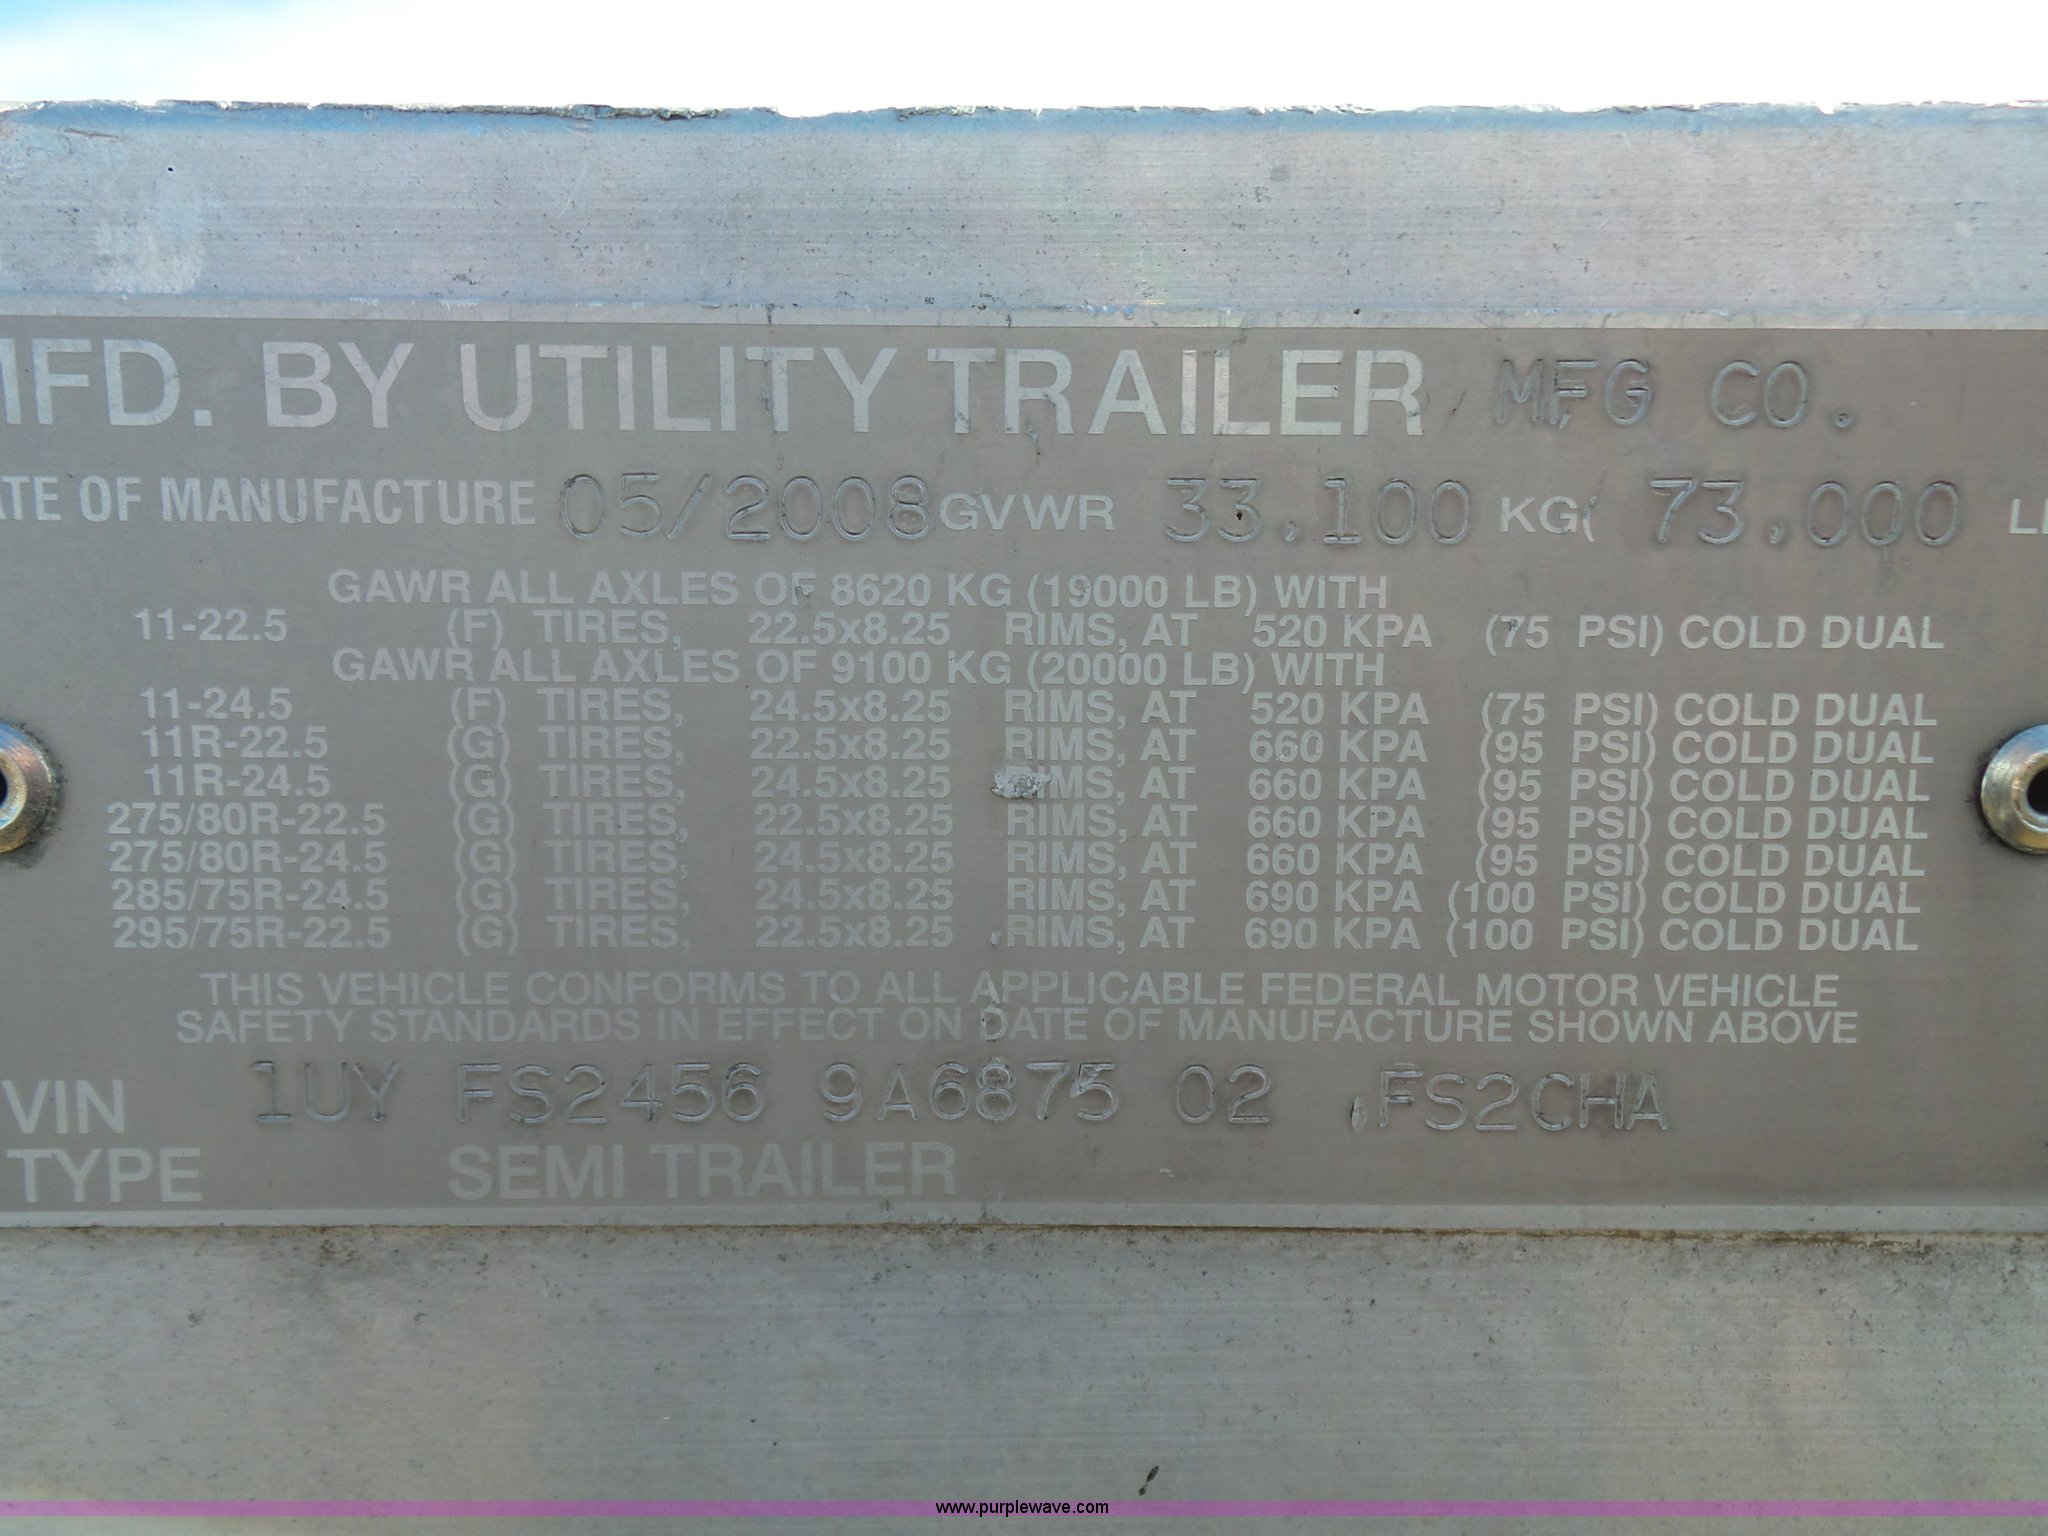 MFD. BY UTILITY TRAILER MFG CO.
DATE OF MANUFACTURE 05/2008 GVWR 33,100 KG( 73,000 LB
GAWR ALL AXLES OF 8620 KG (19000 LB) WITH
11-22.5 (F) TIRES, 22.5x8.25 RIMS, AT 520 KPA (75 PSI) COLD DUAL
GAWR ALL AXLES OF 9100 KG (20000 LB) WITH
11-24.5 (F) TIRES, 24.5x8.25 RIMS, AT 520 KPA (75 PSI) COLD DUAL
11R-22.5 (G) TIRES, 22.5x8.25 RIMS, AT 660 KPA (95 PSI) COLD DUAL
11R-24.5 (G) TIRES, 24.5x8.25 RIMS, AT 660 KPA (95 PSI) COLD DUAL
275/80R-22.5 (G) TIRES, 22.5x8.25 RIMS, AT 660 KPA (95 PSI) COLD DUAL
275/80R-24.5 (G) TIRES, 24.5x8.25 RIMS, AT 660 KPA (95 PSI) COLD DUAL
285/75R-24.5 (G) TIRES, 24.5x8.25 RIMS, AT 690 KPA (100 PSI) COLD DUAL
295/75R-22.5 (G) TIRES, 22.5x8.25 RIMS, AT 690 KPA (100 PSI) COLD DUAL
THIS VEHICLE CONFORMS TO ALL APPLICABLE FEDERAL MOTOR VEHICLE
SAFETY STANDARDS IN EFFECT ON DATE OF MANUFACTURE SHOWN ABOVE
VIN 1UY FS2456 9A6875 02 FS2CHA
TYPE SEMI TRAILER
www.purplewave.com